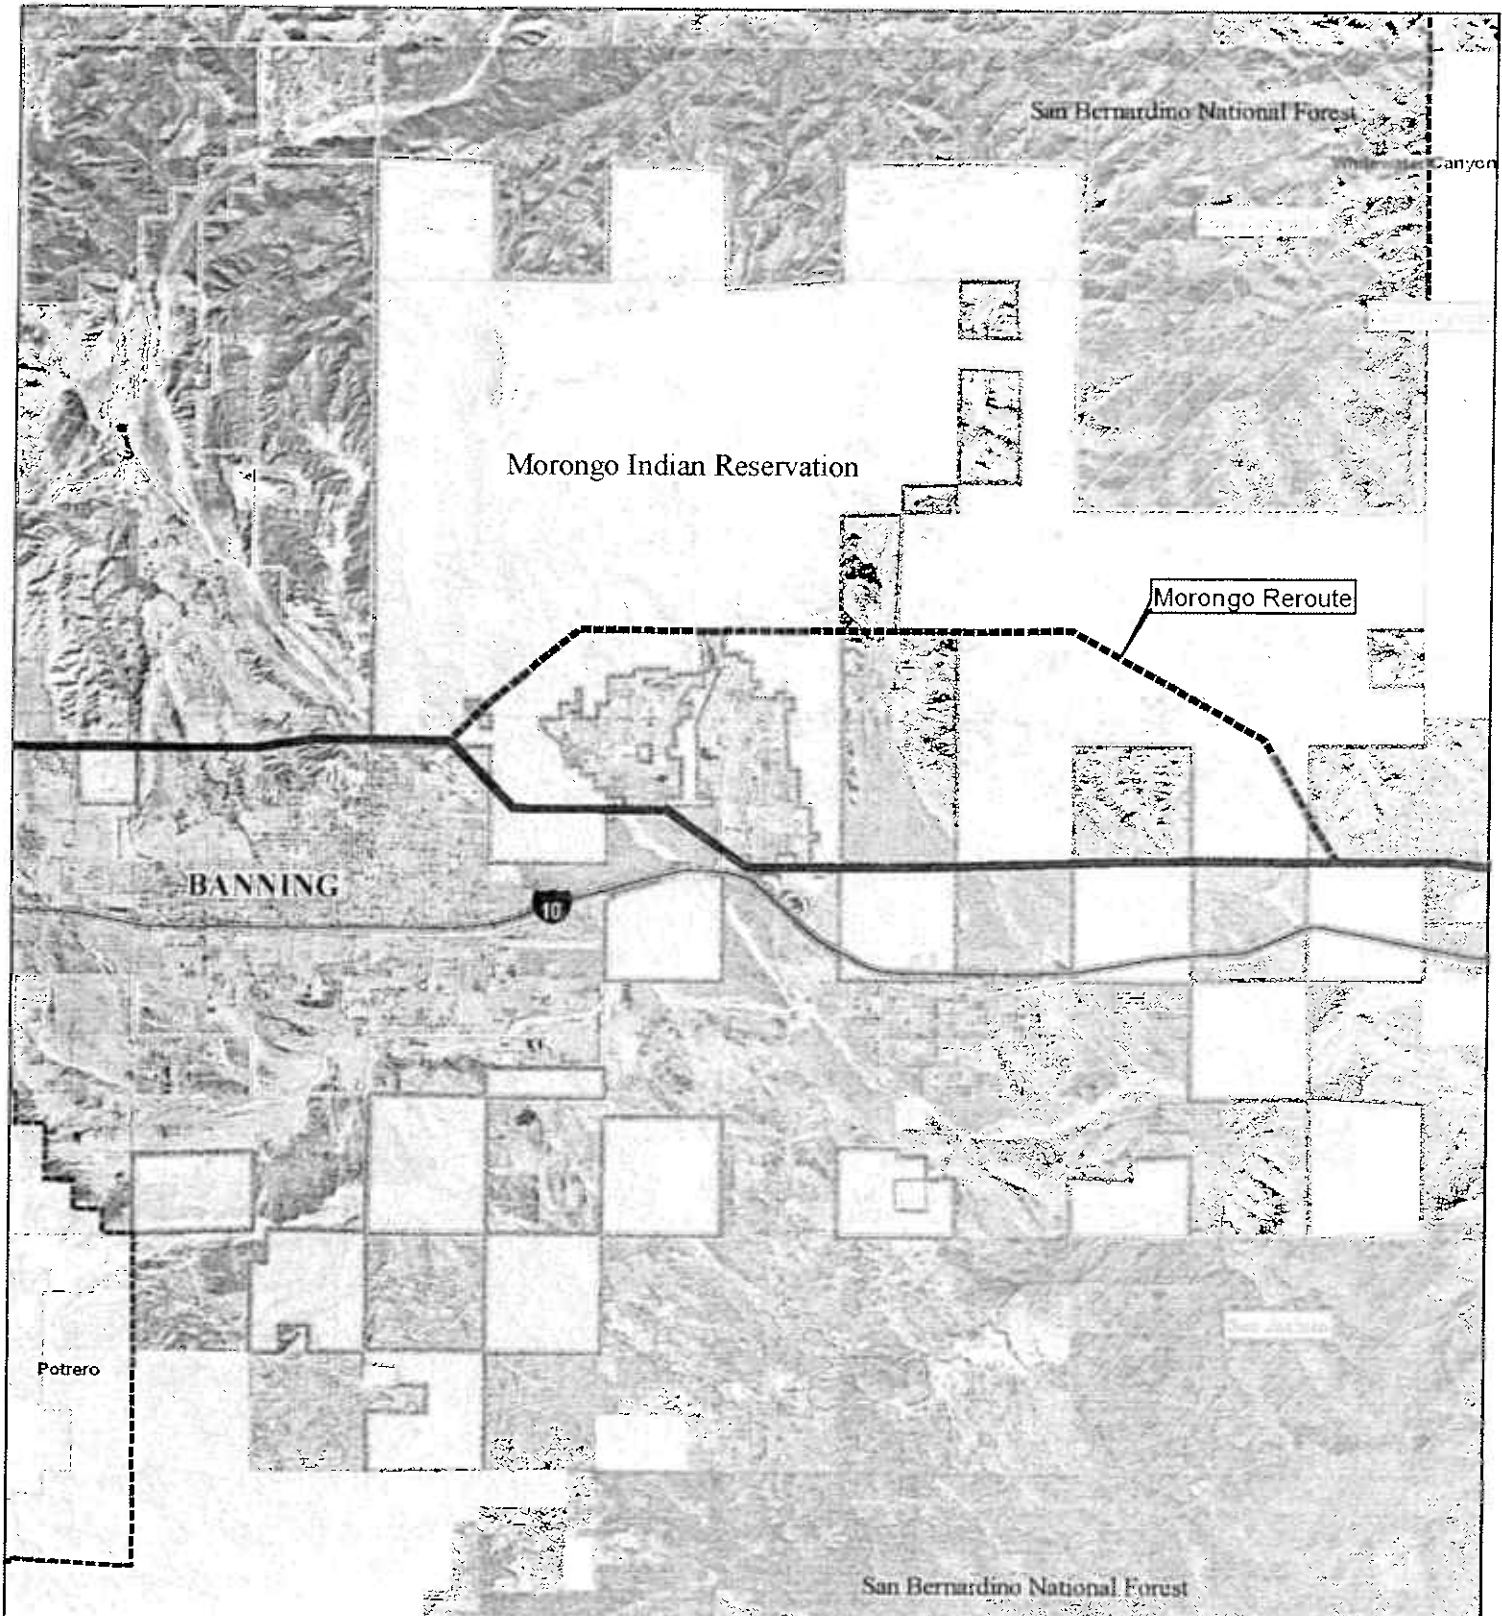 San Bernardino National Forest
Canyon
Morongo Indian Reservation
Morongo Reroute
BANNING
10
Potrero
San Bernardino National Forest